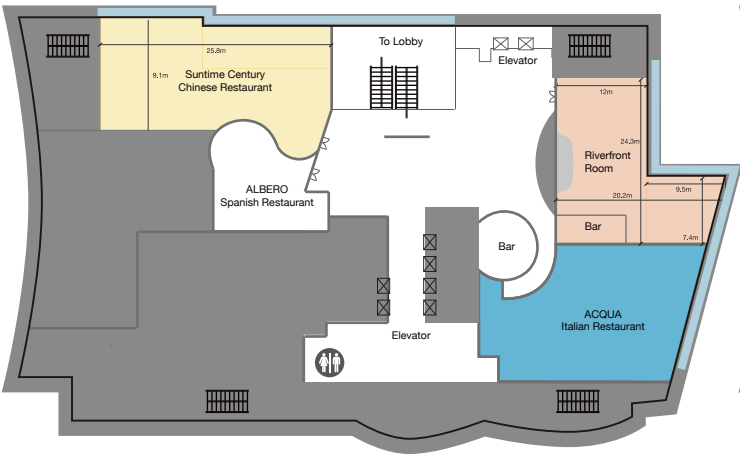 To Lobby
25.8m
Elevator
9.1m
Suntime Century
Chinese Restaurant
12m
24.3m
Riverfront
Room
ALBERO
Spanish Restaurant
9.5m
20.2m
Bar
7.4m
Bar
ACQUA
Italian Restaurant
Elevator